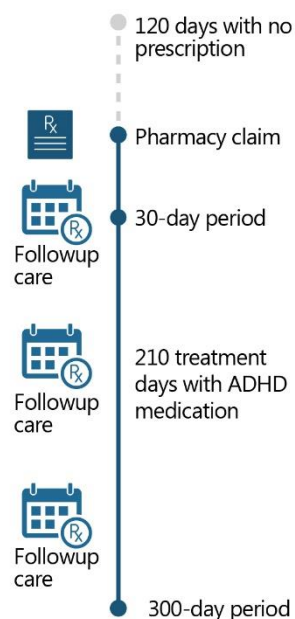 120 days with no
prescription
Rx
Pharmacy claim
Rx
30-day period
Followup
care
Rx
210 treatment
days with ADHD
medication
Followup
care
Rx
Followup
care
300-day period